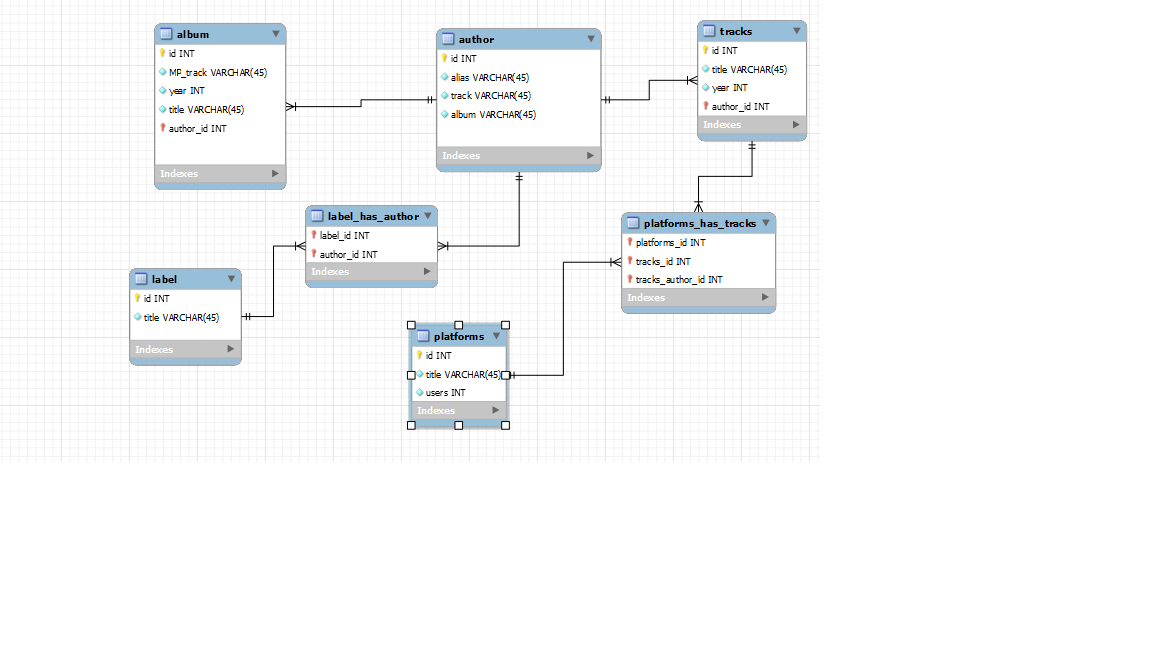 album
id INT
MP_track VARCHAR(45)
year INT
title VARCHAR(45)
author_id INT
Indexes
author
id INT
alias VARCHAR(45)
track VARCHAR(45)
album VARCHAR(45)
Indexes
tracks
id INT
title VARCHAR(45)
year INT
author_id INT
Indexes
label_has_author
label_id INT
author_id INT
Indexes
platforms_has_tracks
platforms_id INT
tracks_id INT
tracks_author_id INT
Indexes
label
id INT
title VARCHAR(45)
Indexes
platforms
id INT
title VARCHAR(45)
users INT
Indexes